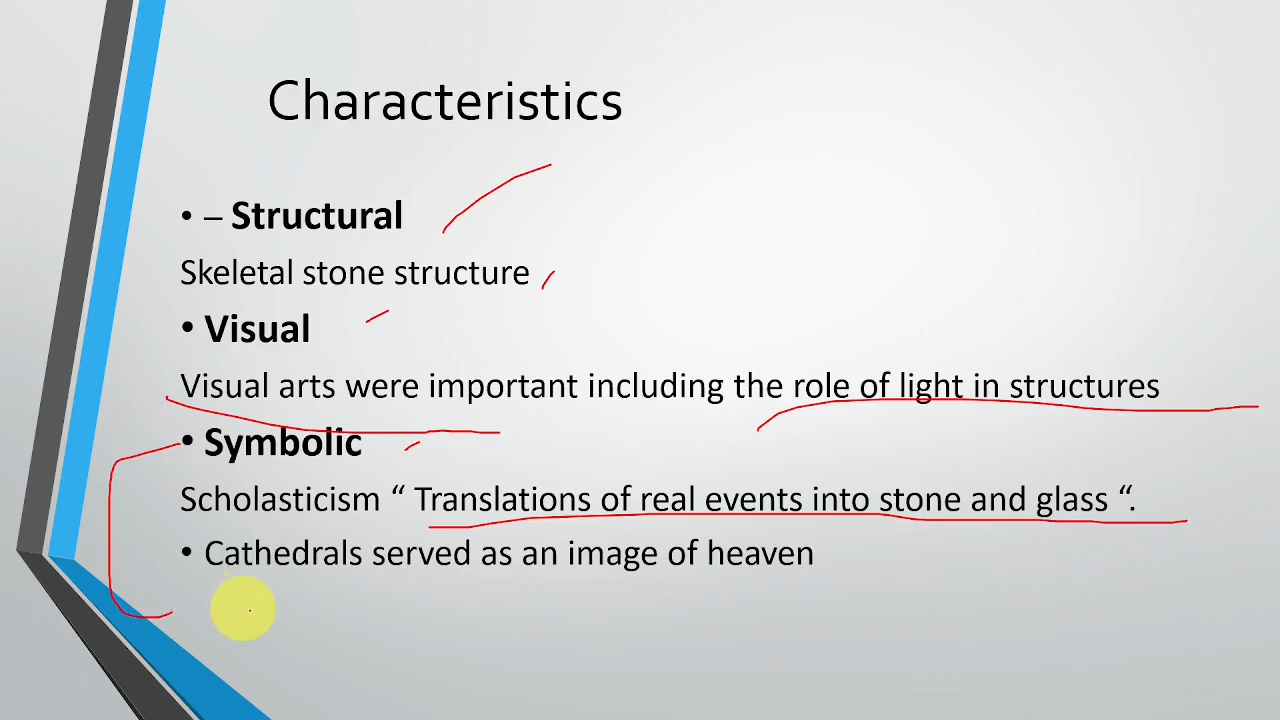 Characteristics
• – Structural
Skeletal stone structure
• Visual
Visual arts were important including the role of light in structures
• Symbolic
Scholasticism “ Translations of real events into stone and glass “.
• Cathedrals served as an image of heaven